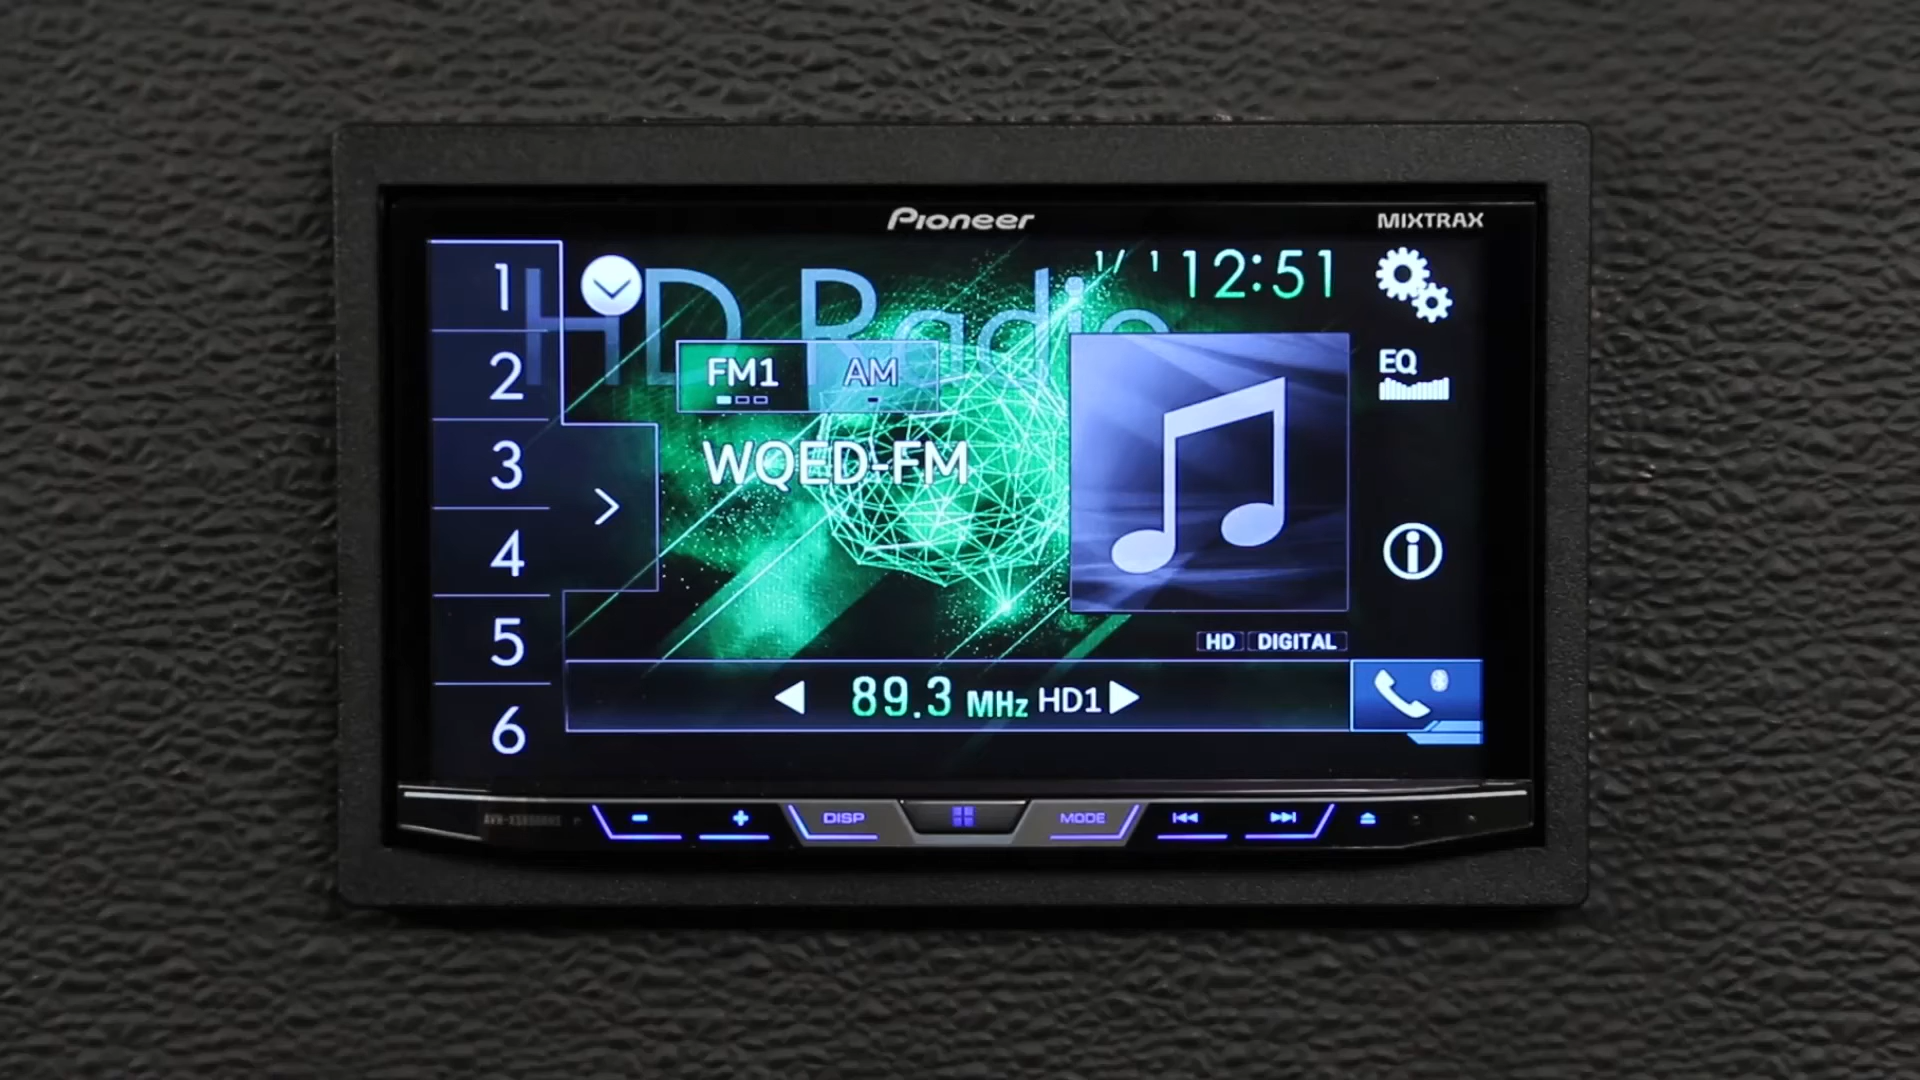 Pioneer
MIXTRAX
HD Radio
12:51
1
2
3
4
5
6
FM1
AM
EQ
WQED-FM
HD DIGITAL
89.3 MHz HD1
DISP
MODE